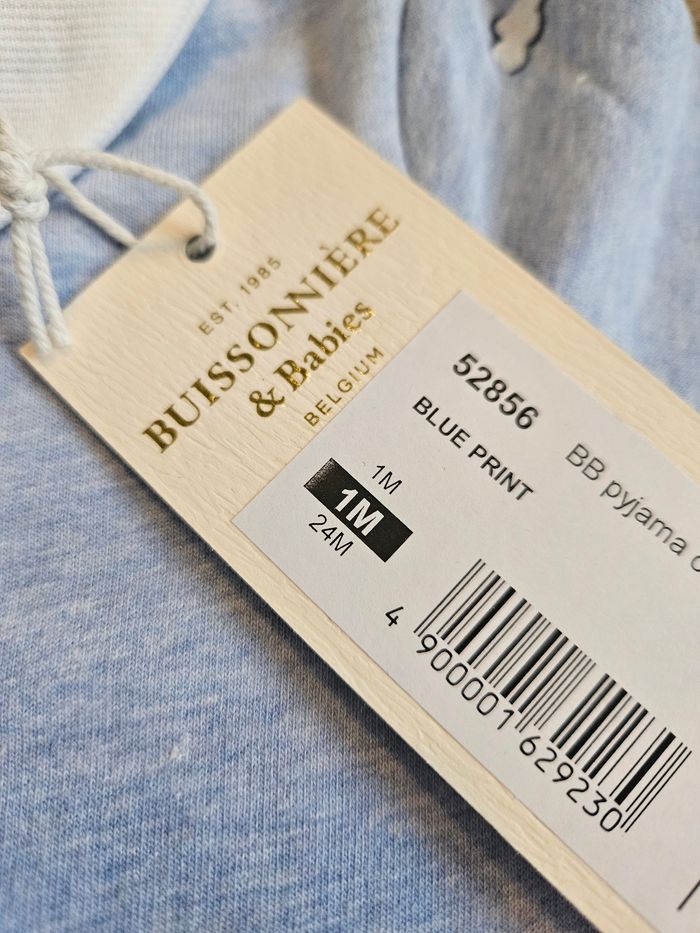 EST. 1985
BUISSONNIÈRE
& Babies
BELGIUM
52856 BB pyjama
BLUE PRINT
1M
1M
24M
4 900001 629230